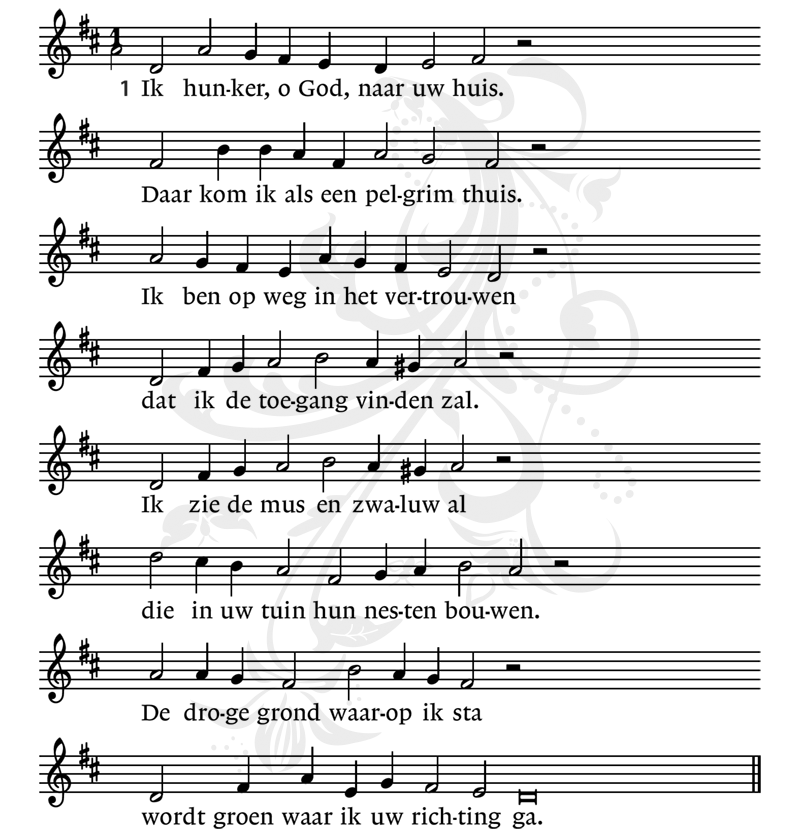 1 Ik hun-ker, o God, naar uw huis.
Daar kom ik als een pel-grim thuis.
Ik ben op weg in het ver-trou-wen
dat ik de toe-gang vin-den zal.
Ik zie de mus en zwa-luw al
die in uw tuin hun nes-ten bou-wen.
De dro-ge grond waar-op ik sta
wordt groen waar ik uw rich-ting ga.